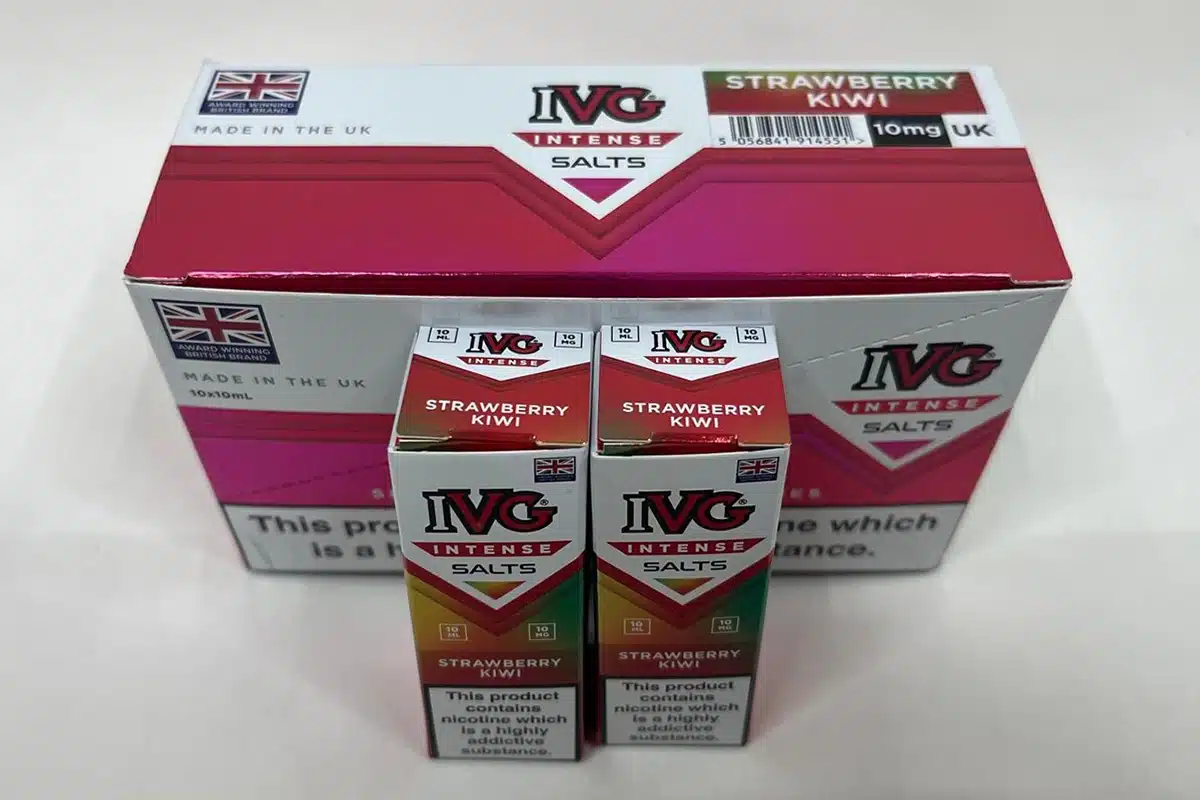 AWARD WINNING
BRITISH BRAND
MADE IN THE UK
IVG
INTENSE
SALTS
STRAWBERRY
KIWI
5 056841 914551 >
10mg UK
AWARD WINNING
BRITISH BRAND
MADE IN THE UK
10x10mL
IVG®
INTENSE
SALTS
This
is a
which
10
ML
IVG
INTENSE
10
MG
STRAWBERRY
KIWI
10
ML
IVG
INTENSE
10
MG
STRAWBERRY
KIWI
IVG®
INTENSE
SALTS
10
ML
10
MG
STRAWBERRY
KIWI
This product
contains
nicotine which
is a highly
addictive
substance.
IVG®
INTENSE
SALTS
10
ML
10
MG
STRAWBERRY
KIWI
This product
contains
nicotine which
is a highly
addictive
substance.